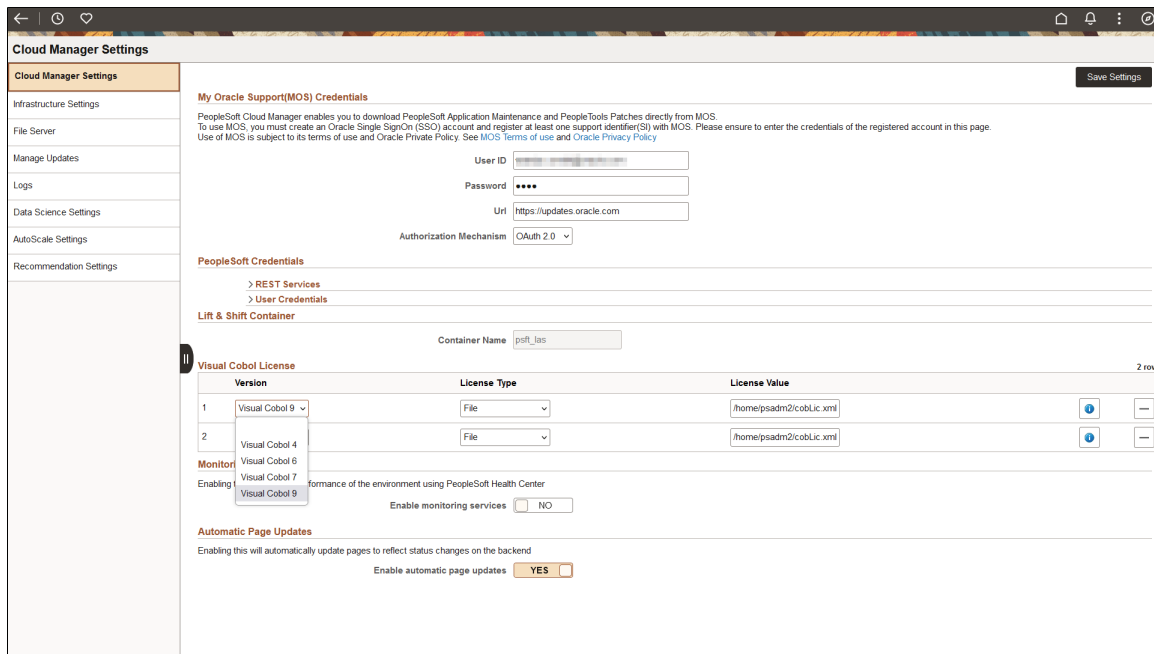 Cloud Manager Settings
Cloud Manager Settings
Infrastructure Settings
File Server
Manage Updates
Logs
Data Science Settings
AutoScale Settings
Recommendation Settings
Save Settings
My Oracle Support(MOS) Credentials
PeopleSoft Cloud Manager enables you to download PeopleSoft Application Maintenance and PeopleTools Patches directly from MOS.
To use MOS, you must create an Oracle Single SignOn (SSO) account and register at least one support identifier(SI) with MOS. Please ensure to enter the credentials of the registered account in this page.
Use of MOS is subject to its terms of use and Oracle Private Policy. See MOS Terms of use and Oracle Privacy Policy
User ID
Password ••••
Url https://updates.oracle.com
Authorization Mechanism OAuth 2.0
PeopleSoft Credentials
REST Services
User Credentials
Lift & Shift Container
Container Name psft_las
Visual Cobol License
2 row
Version License Type License Value
1 Visual Cobol 9 File /home/psadm2/cobLic.xml
2 File /home/psadm2/cobLic.xml
Visual Cobol 4
Visual Cobol 6
Visual Cobol 7
Visual Cobol 9
Enabling formance of the environment using PeopleSoft Health Center
Enable monitoring services NO
Automatic Page Updates
Enabling this will automatically update pages to reflect status changes on the backend
Enable automatic page updates YES